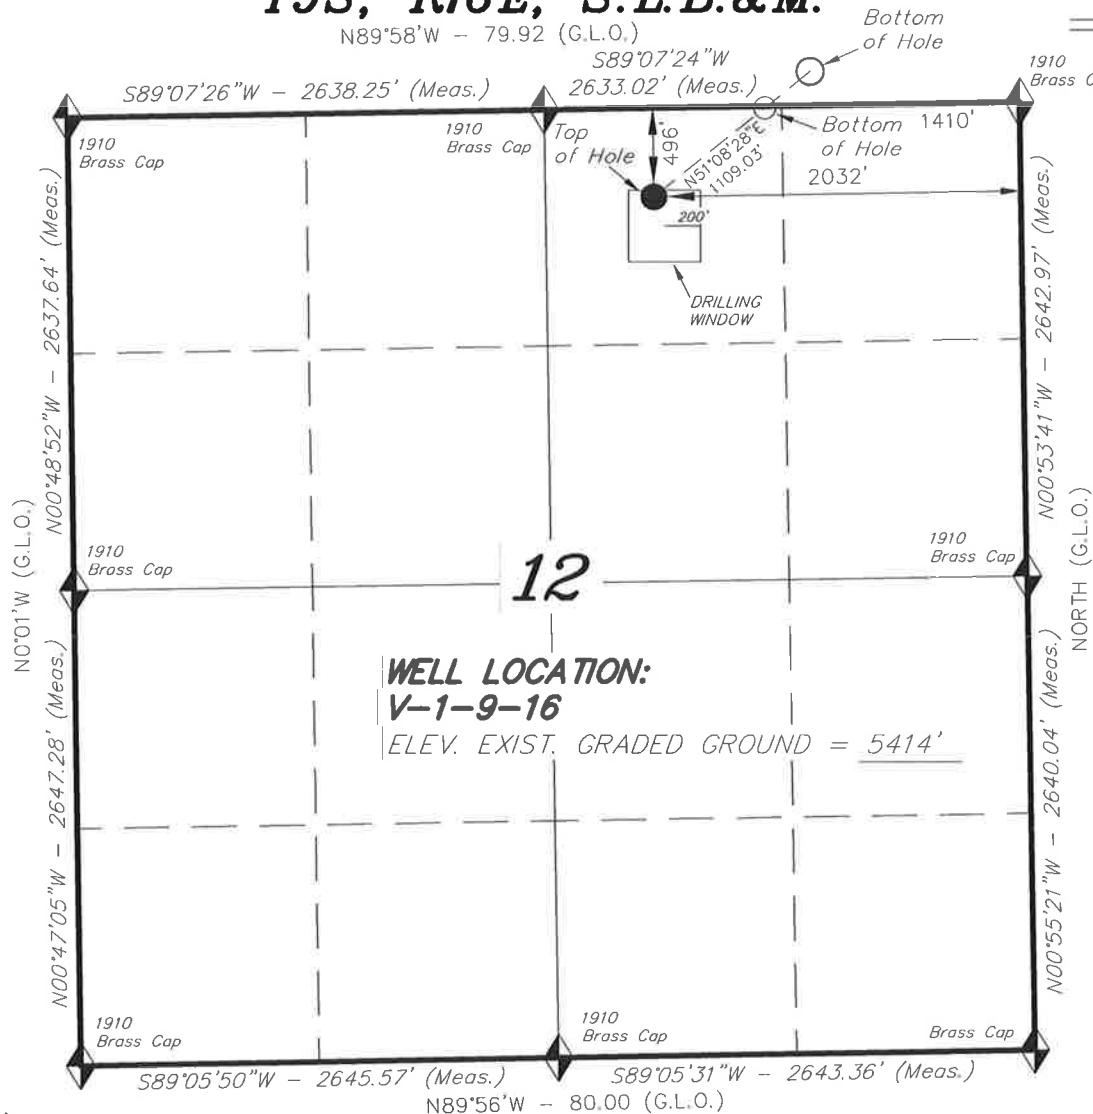 S.L.B.&M.
N89°58'W - 79.92 (G.L.O.)
Bottom
of Hole
S89°07'24"W
2633.02' (Meas.)
S89°07'26"W - 2638.25' (Meas.)
1910
Brass
1910
Brass Cap
1910
Brass Cap
Top
of Hole
496'
N51°08'28"E
1109.03'
Bottom
of Hole
1410'
2032'
200'
DRILLING
WINDOW
N00°48'52"W - 2637.64' (Meas.)
N00°53'41"W - 2642.97' (Meas.)
N0°01'W (G.L.O.)
NORTH (G.L.O.)
1910
Brass Cap
12
1910
Brass Cap
WELL LOCATION:
V-1-9-16
ELEV. EXIST. GRADED GROUND = 5414'
N00°47'05"W - 2647.28' (Meas.)
N00°55'21"W - 2640.04' (Meas.)
1910
Brass Cap
1910
Brass Cap
Brass Cap
S89°05'50"W - 2645.57' (Meas.)
S89°05'31"W - 2643.36' (Meas.)
N89°56'W - 80.00 (G.L.O.)